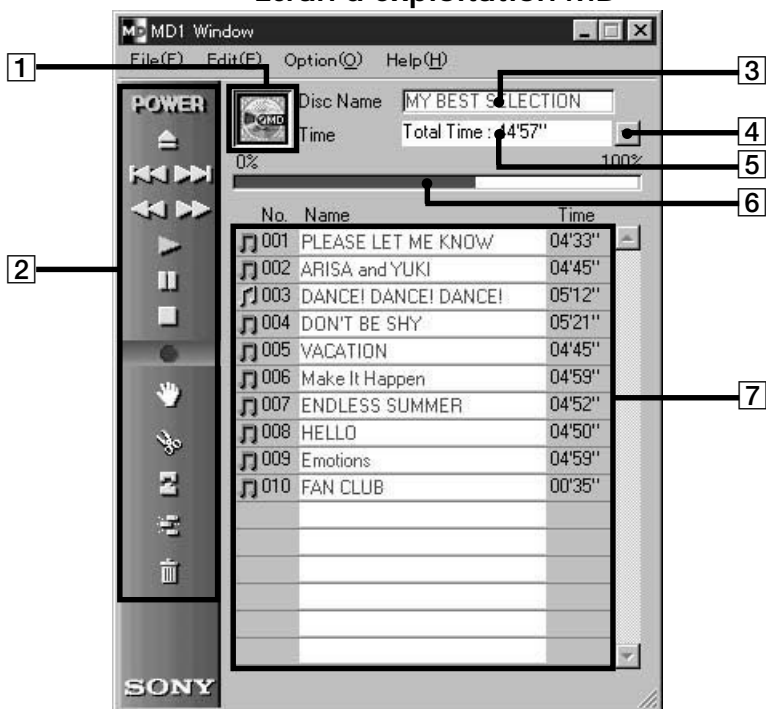 Ecran d'exploitation MD
MD MD1 Window
File(F) Edit(E) Option(O) Help(H)
1
2
3
4
5
6
7
POWER
QMD
Disc Name MY BEST SELECTION
Time Total Time : 44'57''
0% 100%
No. Name Time
001 PLEASE LET ME KNOW 04'33''
002 ARISA and YUKI 04'45''
003 DANCE! DANCE! DANCE! 05'12''
004 DON'T BE SHY 05'21''
005 VACATION 04'45''
006 Make It Happen 04'59''
007 ENDLESS SUMMER 04'52''
008 HELLO 04'50''
009 Emotions 04'59''
010 FAN CLUB 00'35''
SONY